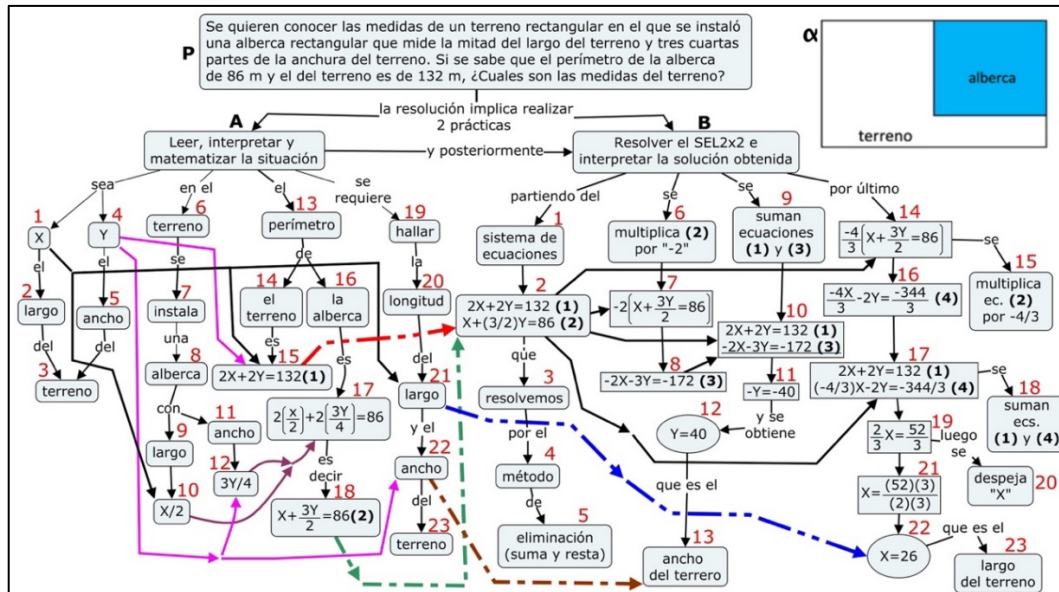 P
Se quieren conocer las medidas de un terreno rectangular en el que se instaló
una alberca rectangular que mide la mitad del largo del terreno y tres cuartas
partes de la anchura del terreno. Si se sabe que el perímetro de la alberca
de 86 m y el del terreno es de 132 m, ¿Cuales son las medidas del terreno?
α
alberca
terreno
la resolución implica realizar
2 prácticas
A
Leer, interpretar y
matematizar la situación
y posteriormente
B
Resolver el SEL2x2 e
interpretar la solución obtenida
sea
1
X
el
2
largo
del
3
terreno
4
Y
el
5
ancho
del
en el
6
terreno
se
7
instala
una
8
alberca
con
9
largo
10
X/2
11
ancho
12
3Y/4
el
13
perímetro
de
14
el
terreno
es
15
2X+2Y=132(1)
16
la
alberca
es
17
2(x/2)+2(3Y/4)=86
es
decir
18
X+3Y/2=86(2)
se
requiere
19
hallar
la
20
longitud
del
21
largo
y el
22
ancho
del
23
terreno
partiendo del
1
sistema de
ecuaciones
2
2X+2Y=132 (1)
X+(3/2)Y=86 (2)
que
3
resolvemos
por el
4
método
de
5
eliminación
(suma y resta)
se
6
multiplica (2)
por "-2"
7
-2(X+3Y/2=86)
8
-2X-3Y=-172 (3)
se
9
suman
ecuaciones
(1) y (3)
10
2X+2Y=132 (1)
-2X-3Y=-172 (3)
11
-Y=-40
y se
obtiene
12
Y=40
que es el
13
ancho
del terrero
por último
14
-4/3(X+3Y/2=86)
se
15
multiplica
ec. (2)
por -4/3
16
-4X/3-2Y=-344/3 (4)
17
2X+2Y=132 (1)
(-4/3)X-2Y=-344/3 (4)
se
18
suman
ecs.
(1) y (4)
19
2/3X=52/3
luego
se
20
despeja
"X"
21
X=(52)(3)/(2)(3)
22
X=26
que es el
23
largo
del terreno